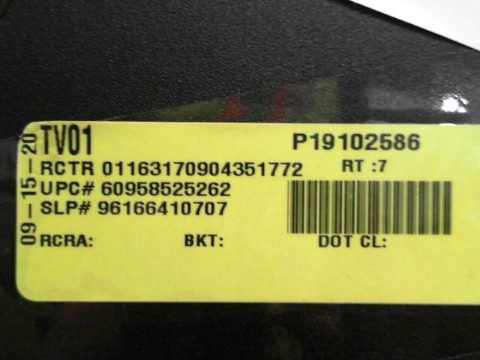 09-15-20
TV01 P19102586
RCTR 01163170904351772 RT :7
UPC# 60958525262
SLP# 96166410707
RCRA: BKT: DOT CL: